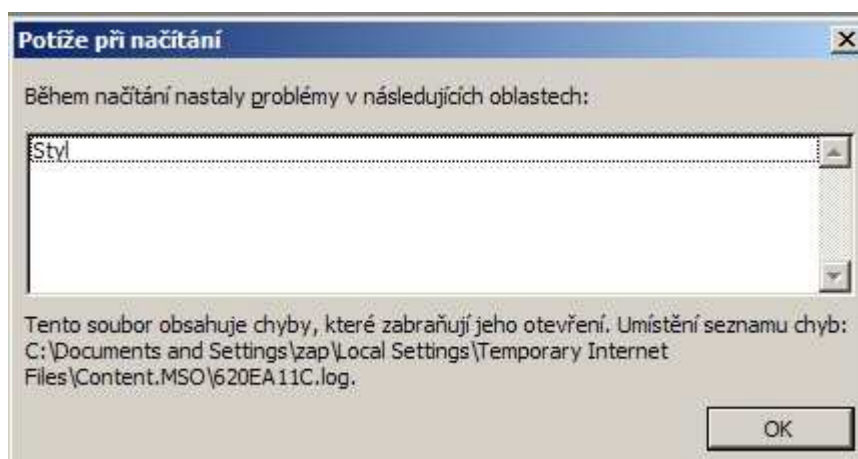 Potíže při načítání
Během načítání nastaly problémy v následujících oblastech:
Styl
Tento soubor obsahuje chyby, které zabraňují jeho otevření. Umístění seznamu chyb:
C:\Documents and Settings\zap\Local Settings\Temporary Internet
Files\Content.MSO\620EA11C.log.
OK